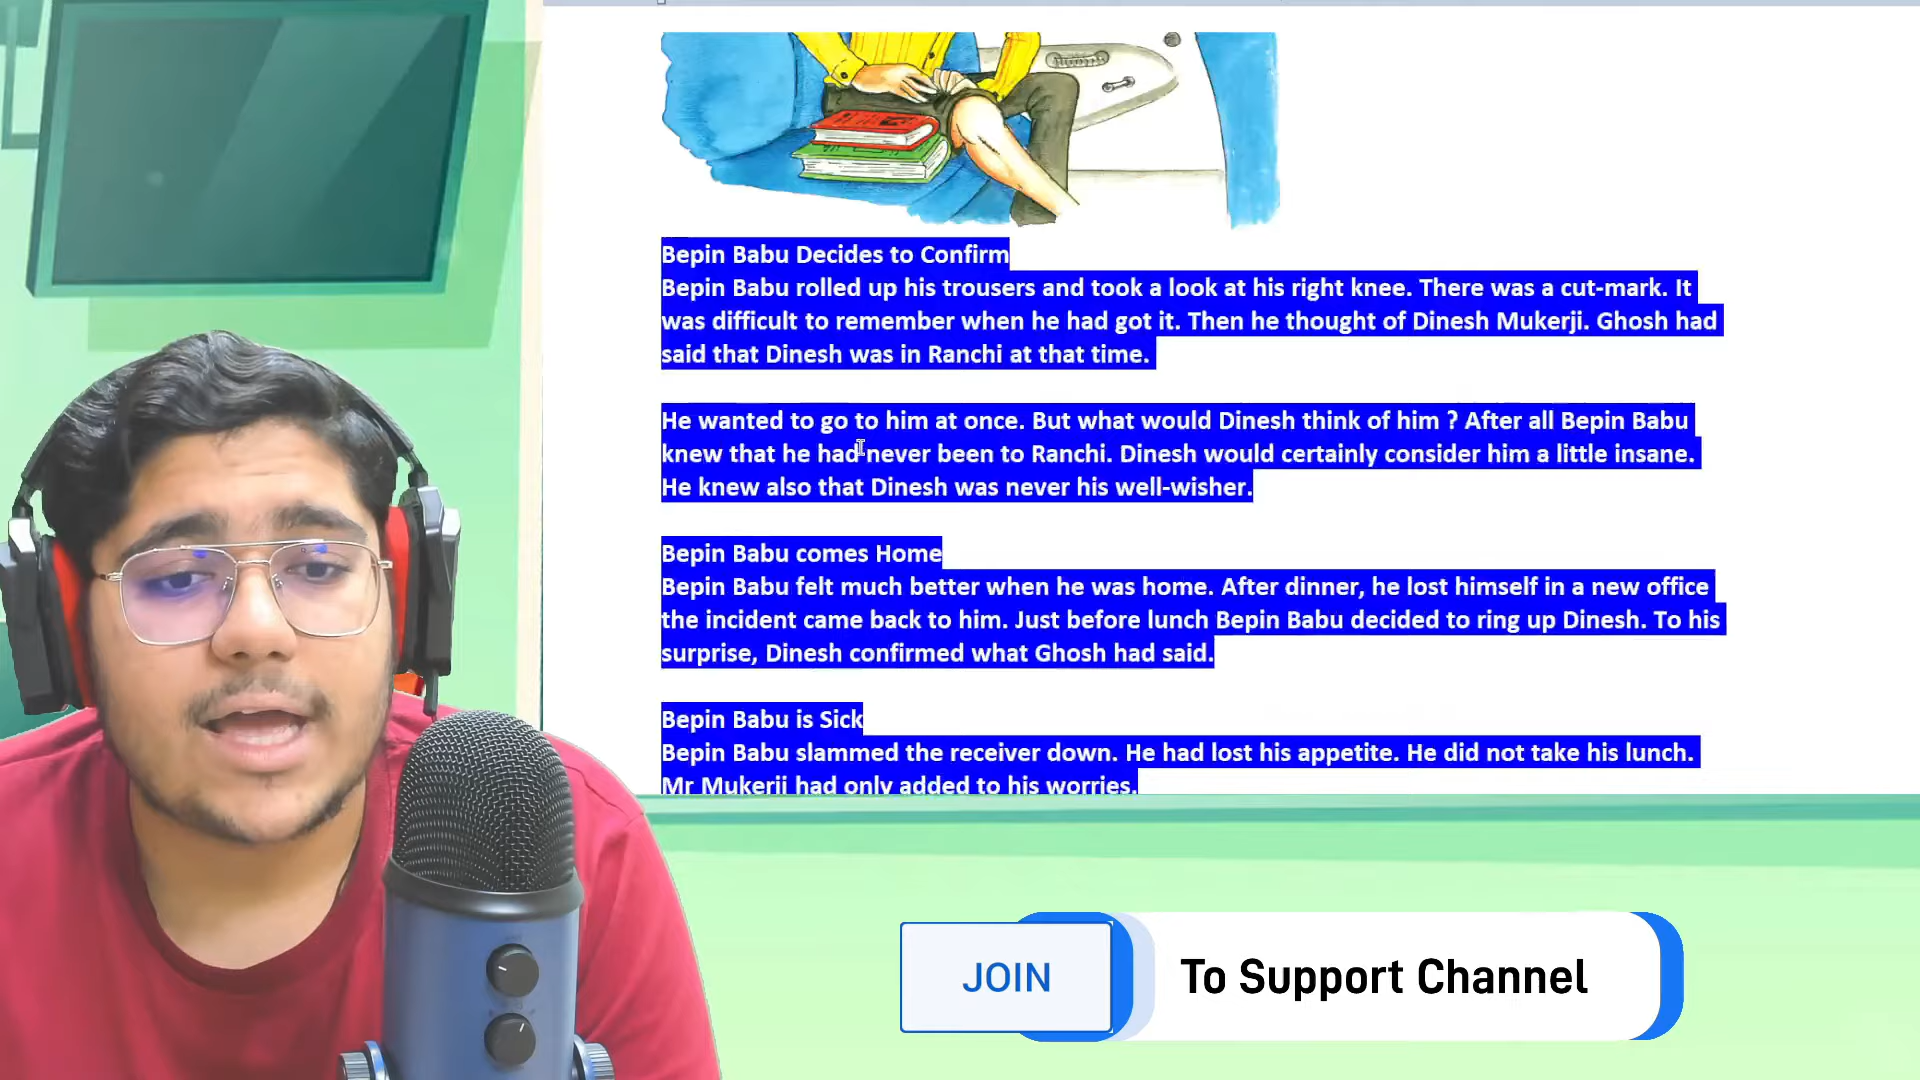 Bepin Babu Decides to Confirm
Bepin Babu rolled up his trousers and took a look at his right knee. There was a cut-mark. It
was difficult to remember when he had got it. Then he thought of Dinesh Mukerji. Ghosh had
said that Dinesh was in Ranchi at that time.
He wanted to go to him at once. But what would Dinesh think of him ? After all Bepin Babu
knew that he had never been to Ranchi. Dinesh would certainly consider him a little insane.
He knew also that Dinesh was never his well-wisher.
Bepin Babu comes Home
Bepin Babu felt much better when he was home. After dinner, he lost himself in a new office
the incident came back to him. Just before lunch Bepin Babu decided to ring up Dinesh. To his
surprise, Dinesh confirmed what Ghosh had said.
Bepin Babu is Sick
Bepin Babu slammed the receiver down. He had lost his appetite. He did not take his lunch.
Mr Mukerji had only added to his worries.
JOIN To Support Channel